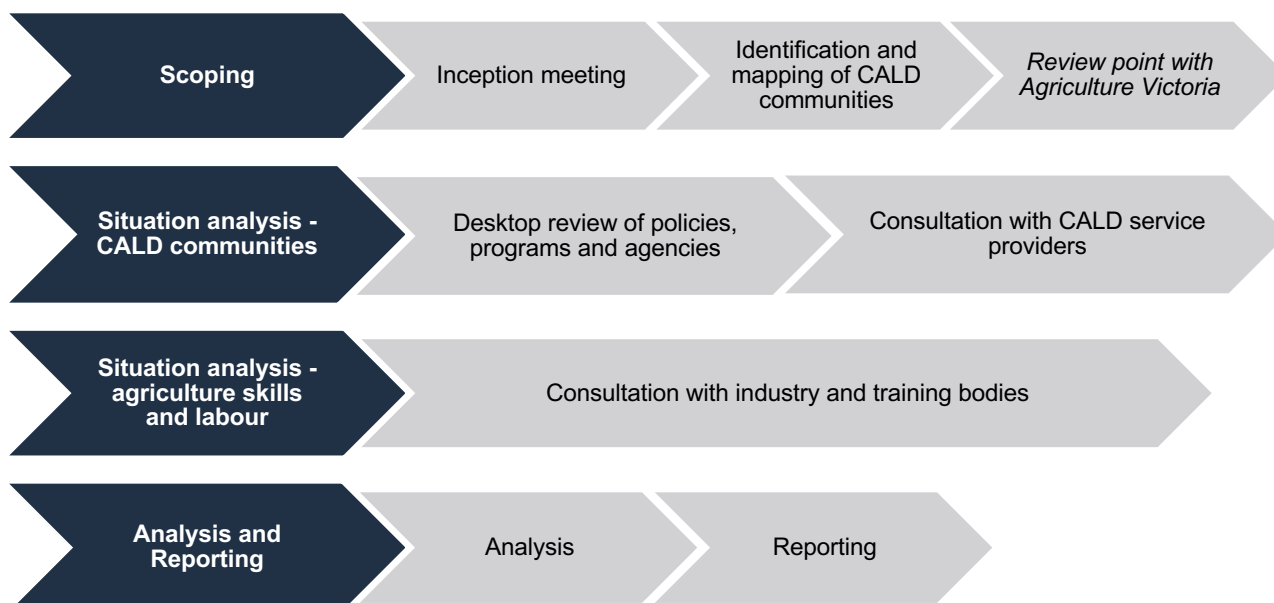 Scoping
Inception meeting
Identification and
mapping of CALD
communities
Review point with
Agriculture Victoria
Situation analysis -
CALD communities
Desktop review of policies,
programs and agencies
Consultation with CALD service
providers
Situation analysis -
agriculture skills
and labour
Consultation with industry and training bodies
Analysis and
Reporting
Analysis
Reporting